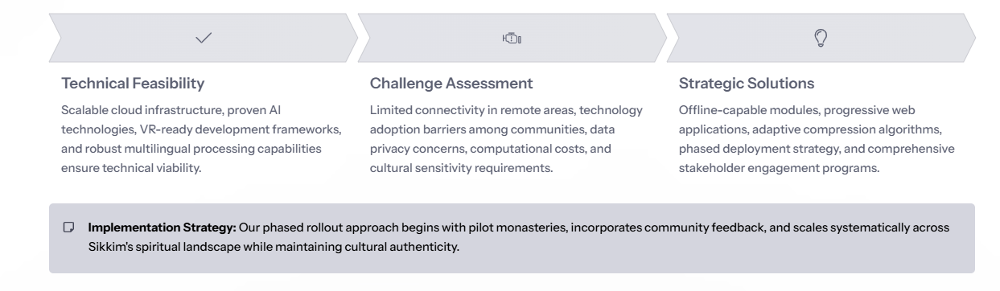 Technical Feasibility
Scalable cloud infrastructure, proven AI
technologies, VR-ready development frameworks,
and robust multilingual processing capabilities
ensure technical viability.
Challenge Assessment
Limited connectivity in remote areas, technology
adoption barriers among communities, data
privacy concerns, computational costs, and
cultural sensitivity requirements.
Strategic Solutions
Offline-capable modules, progressive web
applications, adaptive compression algorithms,
phased deployment strategy, and comprehensive
stakeholder engagement programs.
Implementation Strategy: Our phased rollout approach begins with pilot monasteries, incorporates community feedback, and scales systematically across
Sikkim's spiritual landscape while maintaining cultural authenticity.